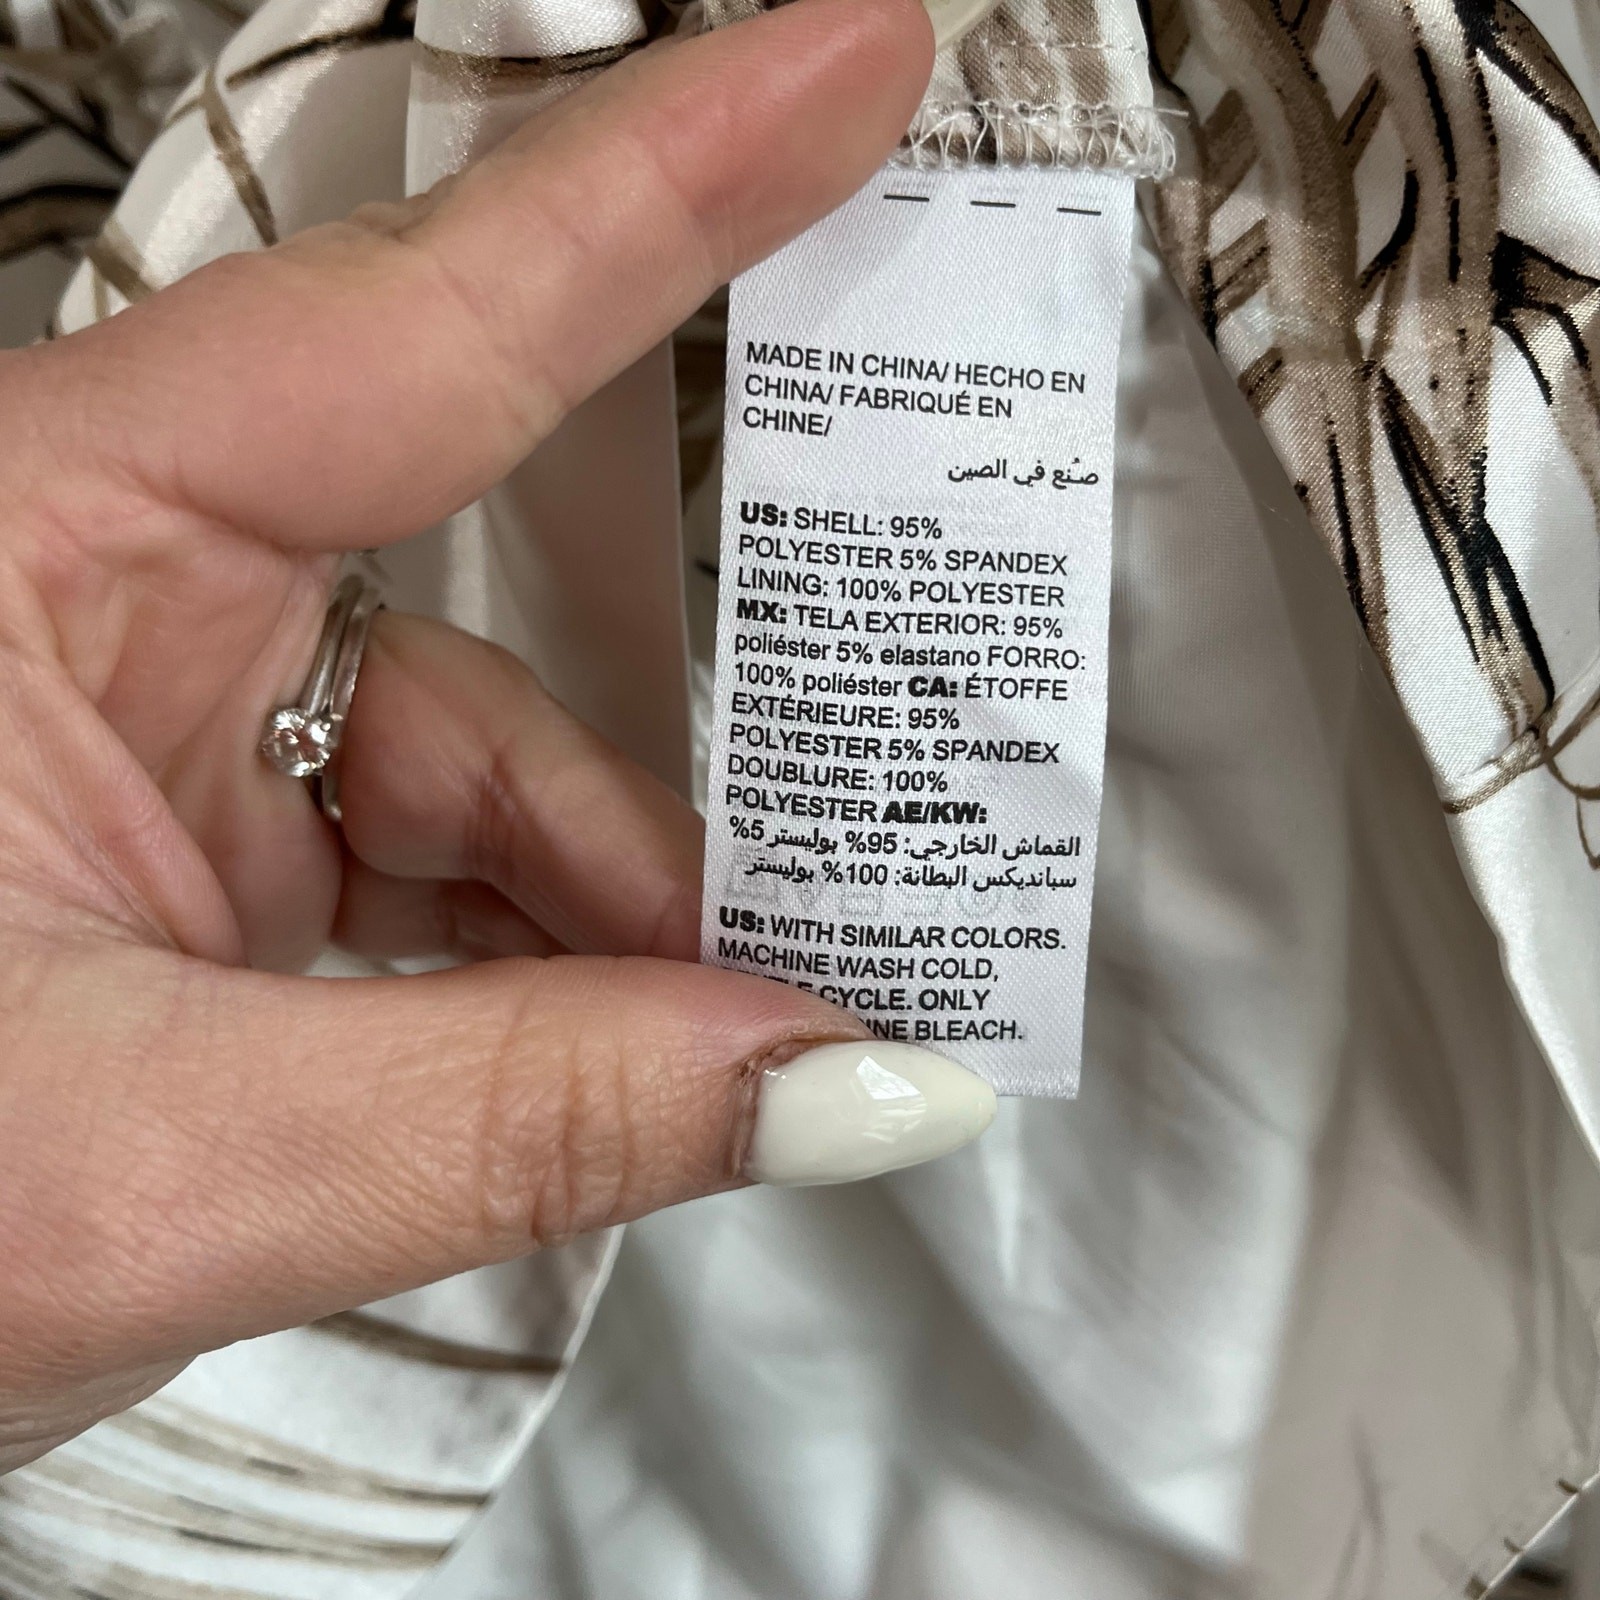 MADE IN CHINA/ HECHO EN
CHINA/ FABRIQUÉ EN
CHINE/
صُنع في الصين
US: SHELL: 95%
POLYESTER 5% SPANDEX
LINING: 100% POLYESTER
MX: TELA EXTERIOR: 95%
poliéster 5% elastano FORRO:
100% poliéster CA: ÉTOFFE
EXTÉRIEURE: 95%
POLYESTER 5% SPANDEX
DOUBLURE: 100%
POLYESTER AE/KW:
القماش الخارجي: 95% بوليستر 5%
سبانديكس البطانة: 100% بوليستر
US: WITH SIMILAR COLORS.
MACHINE WASH COLD,
CYCLE. ONLY
BLEACH.